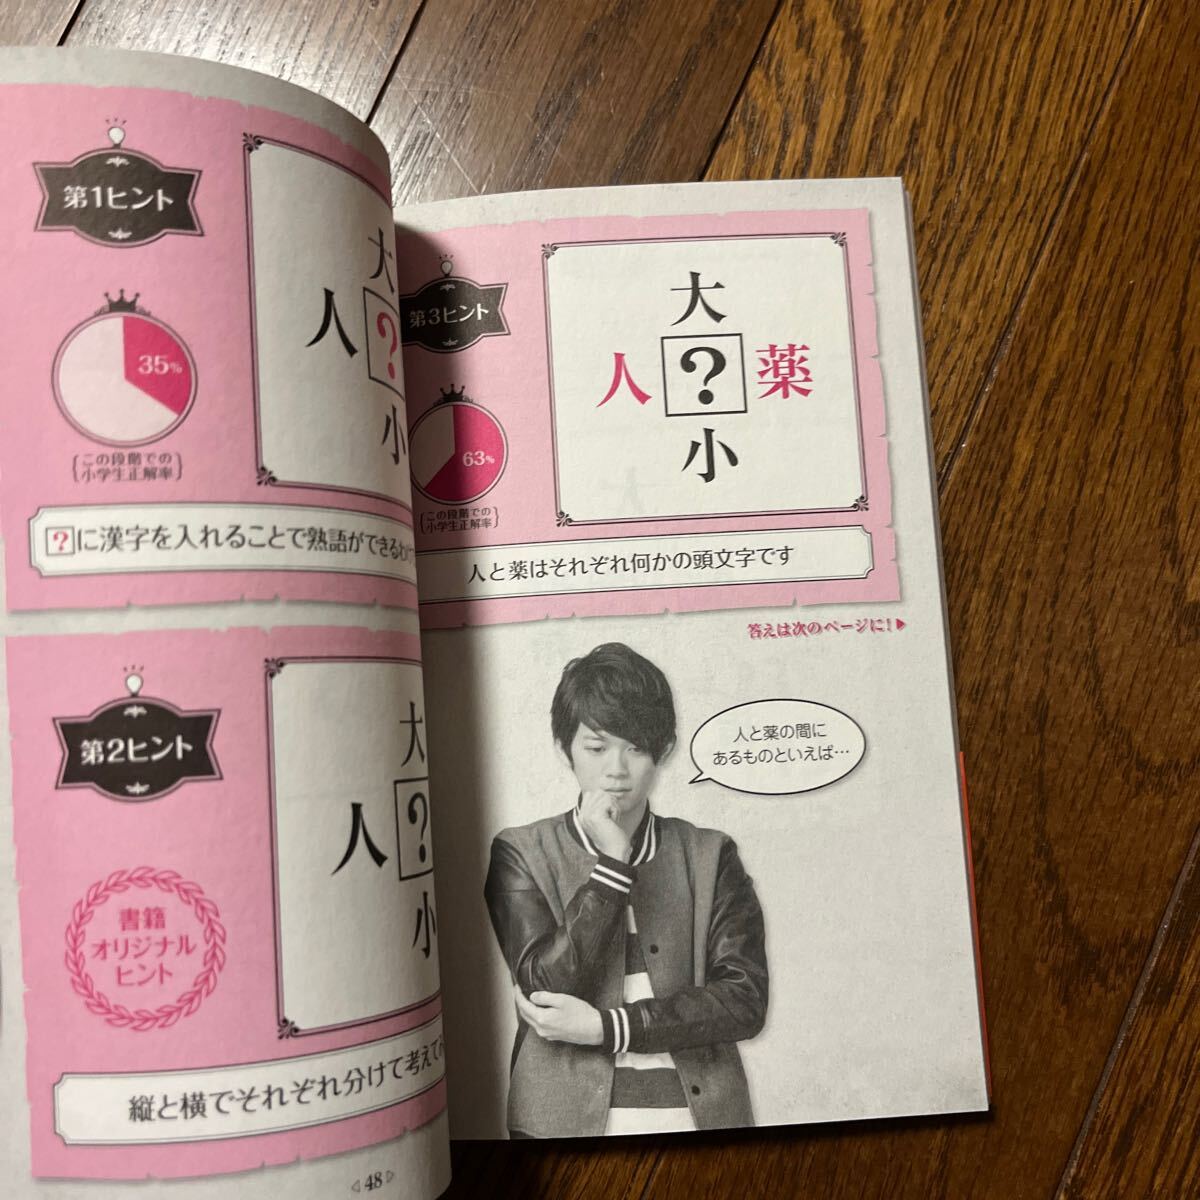 第1ヒント
35%
この段階での
小学生正解率
大
人
?
小
?に漢字を入れることで熟語ができる
第2ヒント
書籍
オリジナル
ヒント
大
人
?
小
縦と横でそれぞれ分けて考えて
48
第3ヒント
63%
この段階での
小学生正解率
大
人
?
薬
小
人と薬はそれぞれ何かの頭文字です
答えは次のページに!
人と薬の間に
あるものといえば…